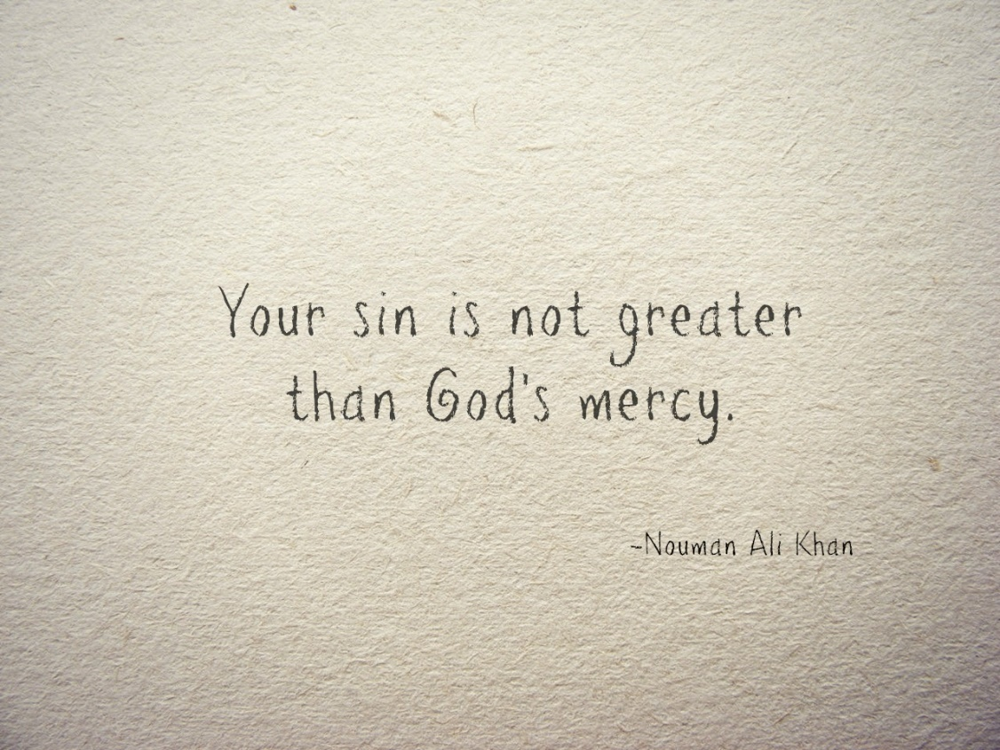 Your sin is not greater
than God's mercy.
-Nouman Ali Khan